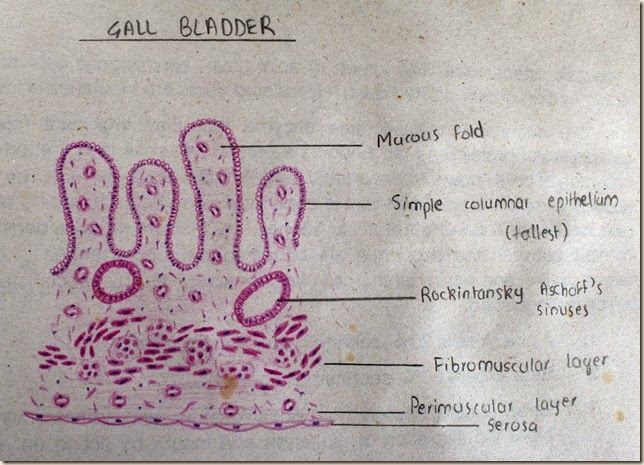 GALL BLADDER
Mucous fold
Simple columnar epithelium
(tallest)
Rockintansky Aschoff's
sinuses
Fibromuscular layer
Perimuscular layer
Serosa